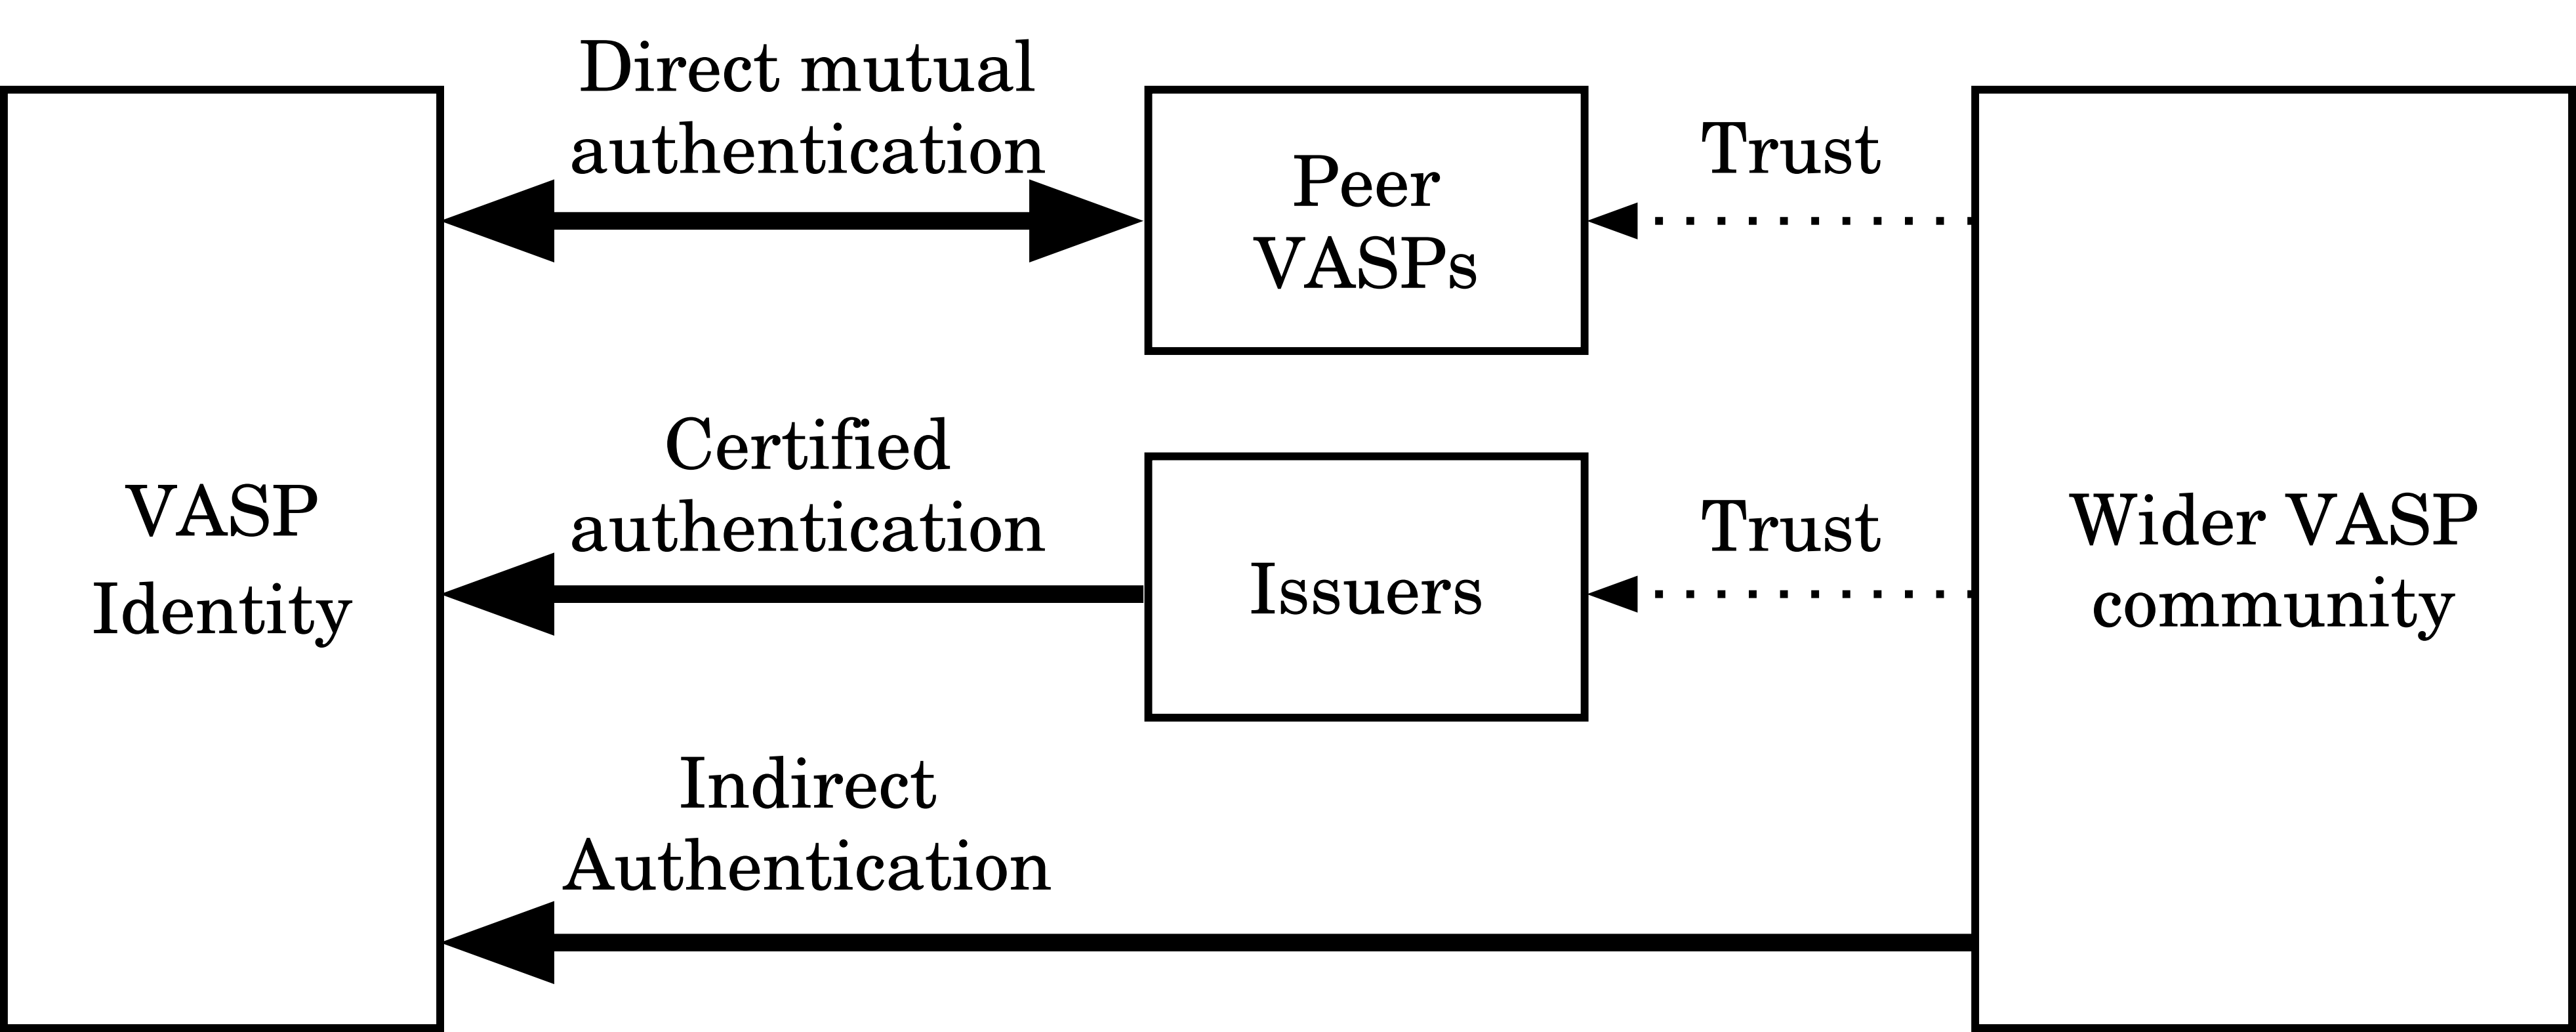 Direct mutual
authentication
Peer
VASPs
Trust
Certified
authentication
Issuers
Trust
VASP
Identity
Wider VASP
community
Indirect
Authentication